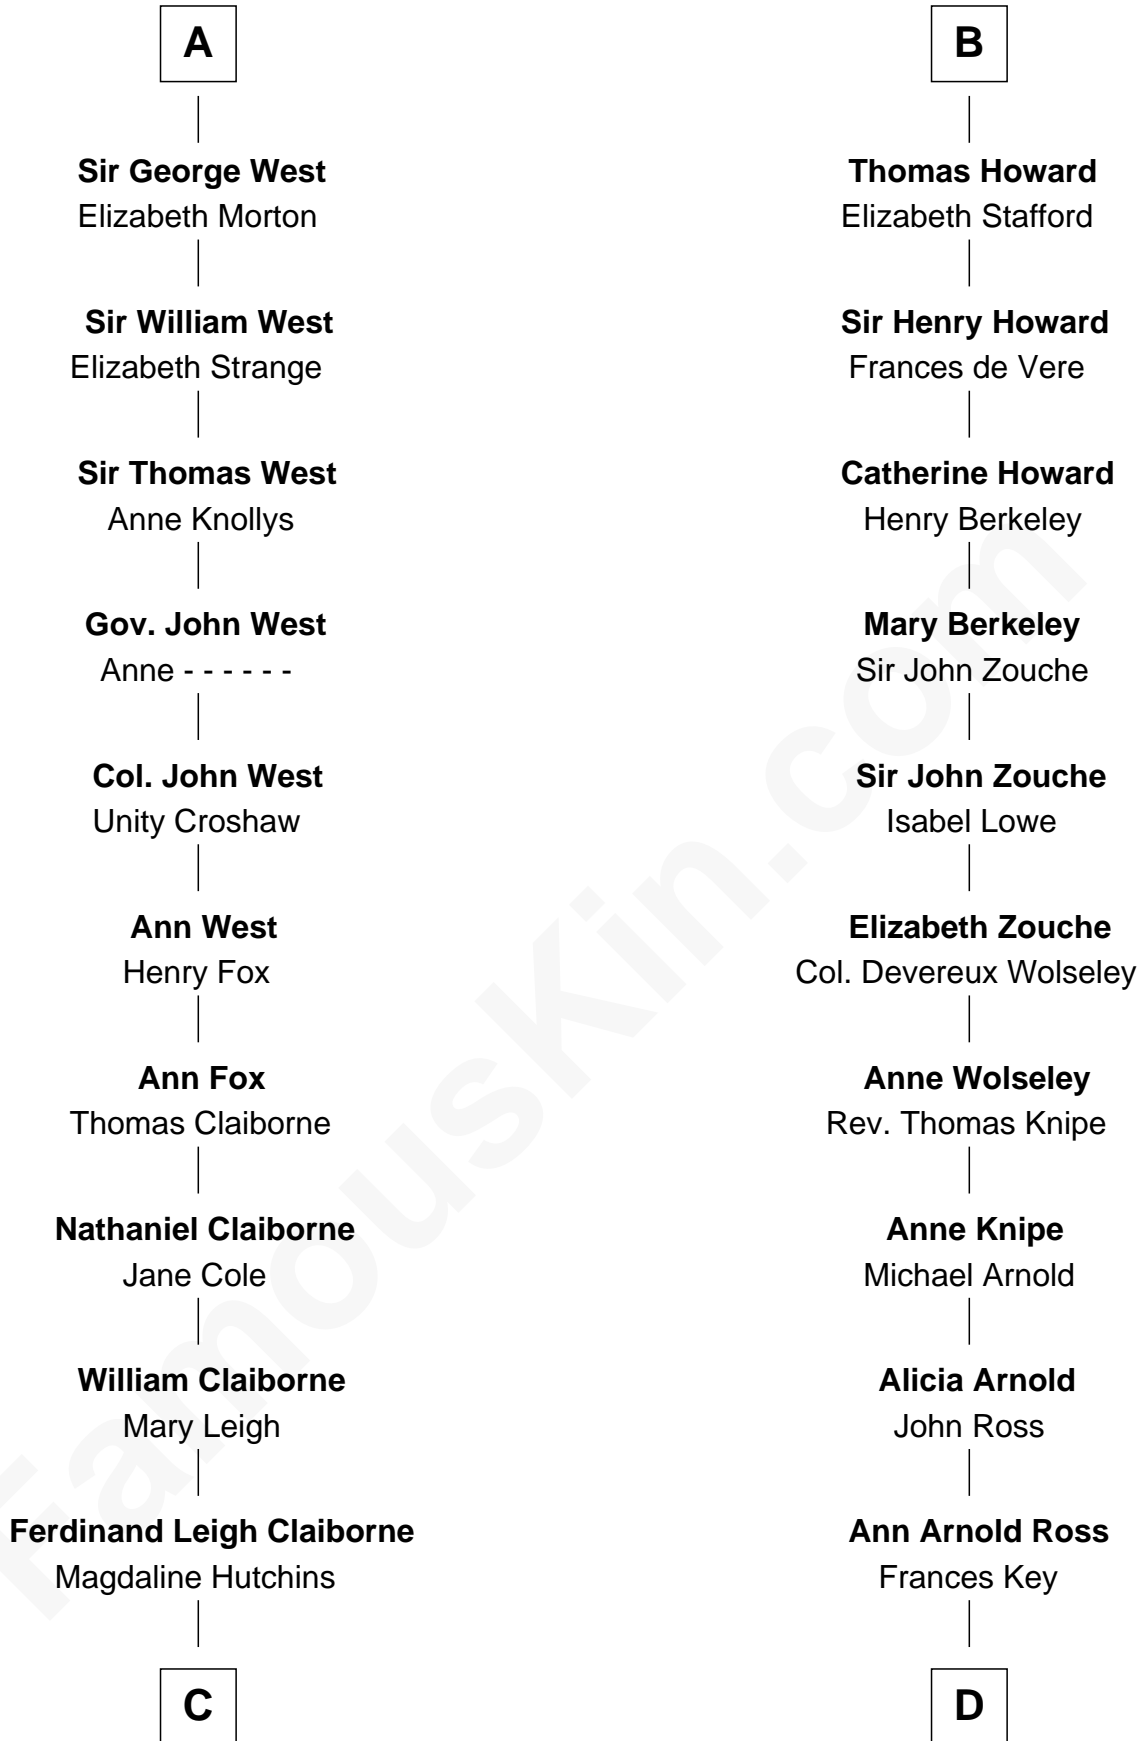 A
Sir George West
Elizabeth Morton
Sir William West
Elizabeth Strange
Sir Thomas West
Anne Knollys
Gov. John West
Anne - - - - - -
Col. John West
Unity Croshaw
Ann West
Henry Fox
Ann Fox
Thomas Claiborne
Nathaniel Claiborne
Jane Cole
William Claiborne
Mary Leigh
Ferdinand Leigh Claiborne
Magdaline Hutchins
C
B
Thomas Howard
Elizabeth Stafford
Sir Henry Howard
Frances de Vere
Catherine Howard
Henry Berkeley
Mary Berkeley
Sir John Zouche
Sir John Zouche
Isabel Lowe
Elizabeth Zouche
Col. Devereux Wolseley
Anne Wolseley
Rev. Thomas Knipe
Anne Knipe
Michael Arnold
Alicia Arnold
John Ross
Ann Arnold Ross
Frances Key
D
FamousKin.com